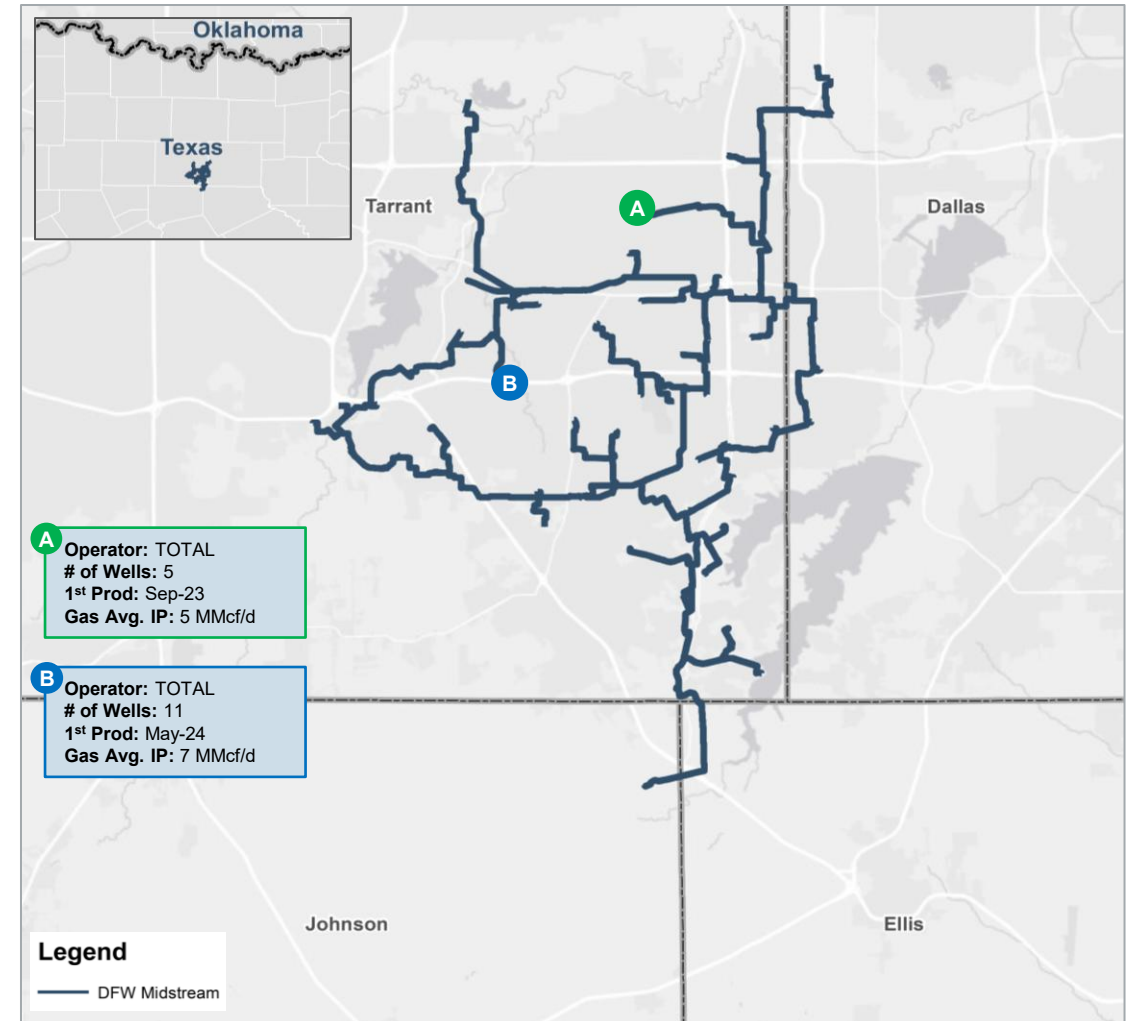 Oklahoma
Texas
Tarrant
A
Dallas
B
A
Operator: TOTAL
# of Wells: 5
1st Prod: Sep-23
Gas Avg. IP: 5 MMcf/d
B
Operator: TOTAL
# of Wells: 11
1st Prod: May-24
Gas Avg. IP: 7 MMcf/d
Johnson
Ellis
Legend
DFW Midstream